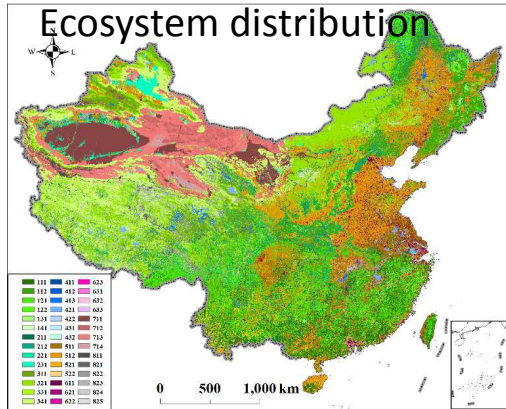 Ecosystem distribution
N
W E
S
111 411 623
112 412 631
121 413 632
122 421 633
131 422 711
141 431 712
211 432 713
212 511 714
221 512 811
231 521 821
311 522 822
321 611 823
331 621 824
341 622 825
0 500 1,000 km